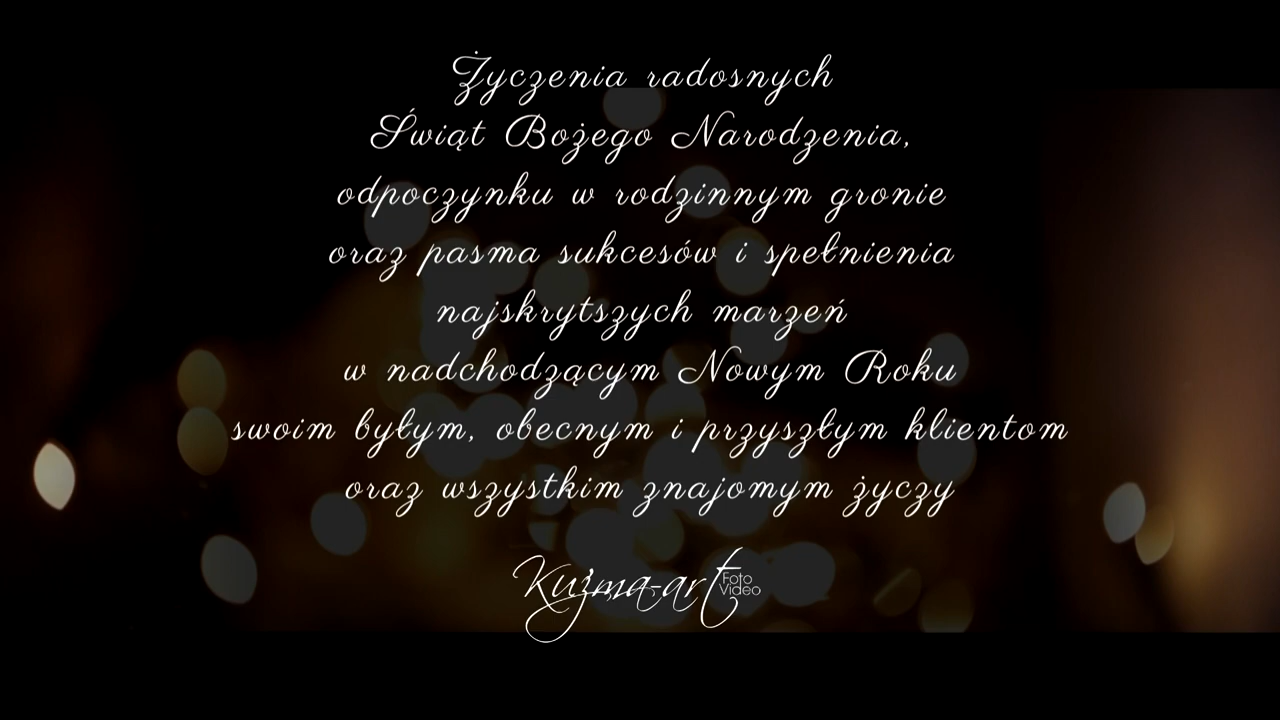 Życzenia radosnych
Świąt Bożego Narodzenia,
odpoczynku w rodzinnym gronie
oraz pasma sukcesów i spełnienia
najskrytszych marzeń
w nadchodzącym Nowym Roku
swoim byłym, obecnym i przyszłym klientom
oraz wszystkim znajomym życzy
Kuźma-art Foto
Video